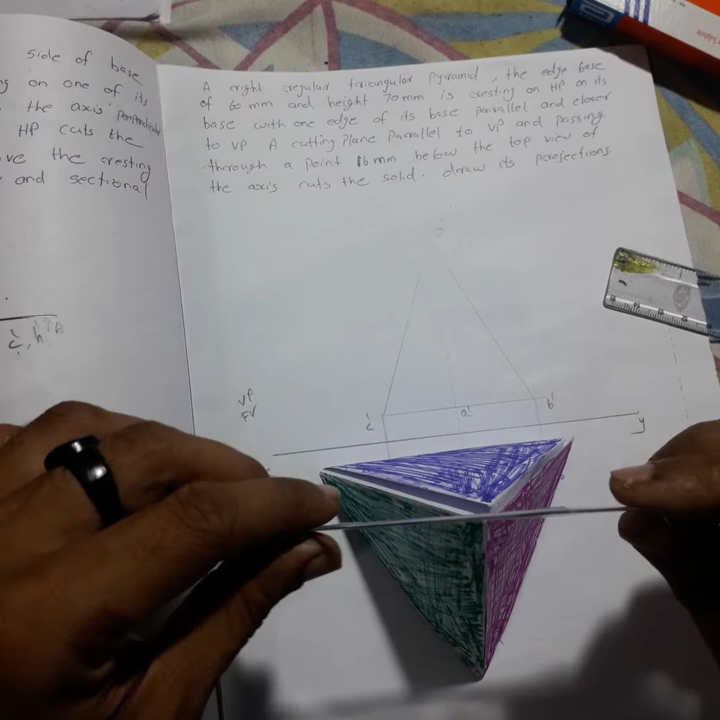 side of base
on one of its
the axis perpendicular
HP cuts the
the cresting
and sectional
A right cregular triangular pyramid, the edge base
of 60 mm and height 70 mm is cresting on HP on its
base with one edge of its base parallel and closer
to VP. A cutting Plane Parallel to VP and passing
through a point 16 mm below the top view of
the axis cuts the solid. draw its projections
VP
FV
c'
a'
b'
y